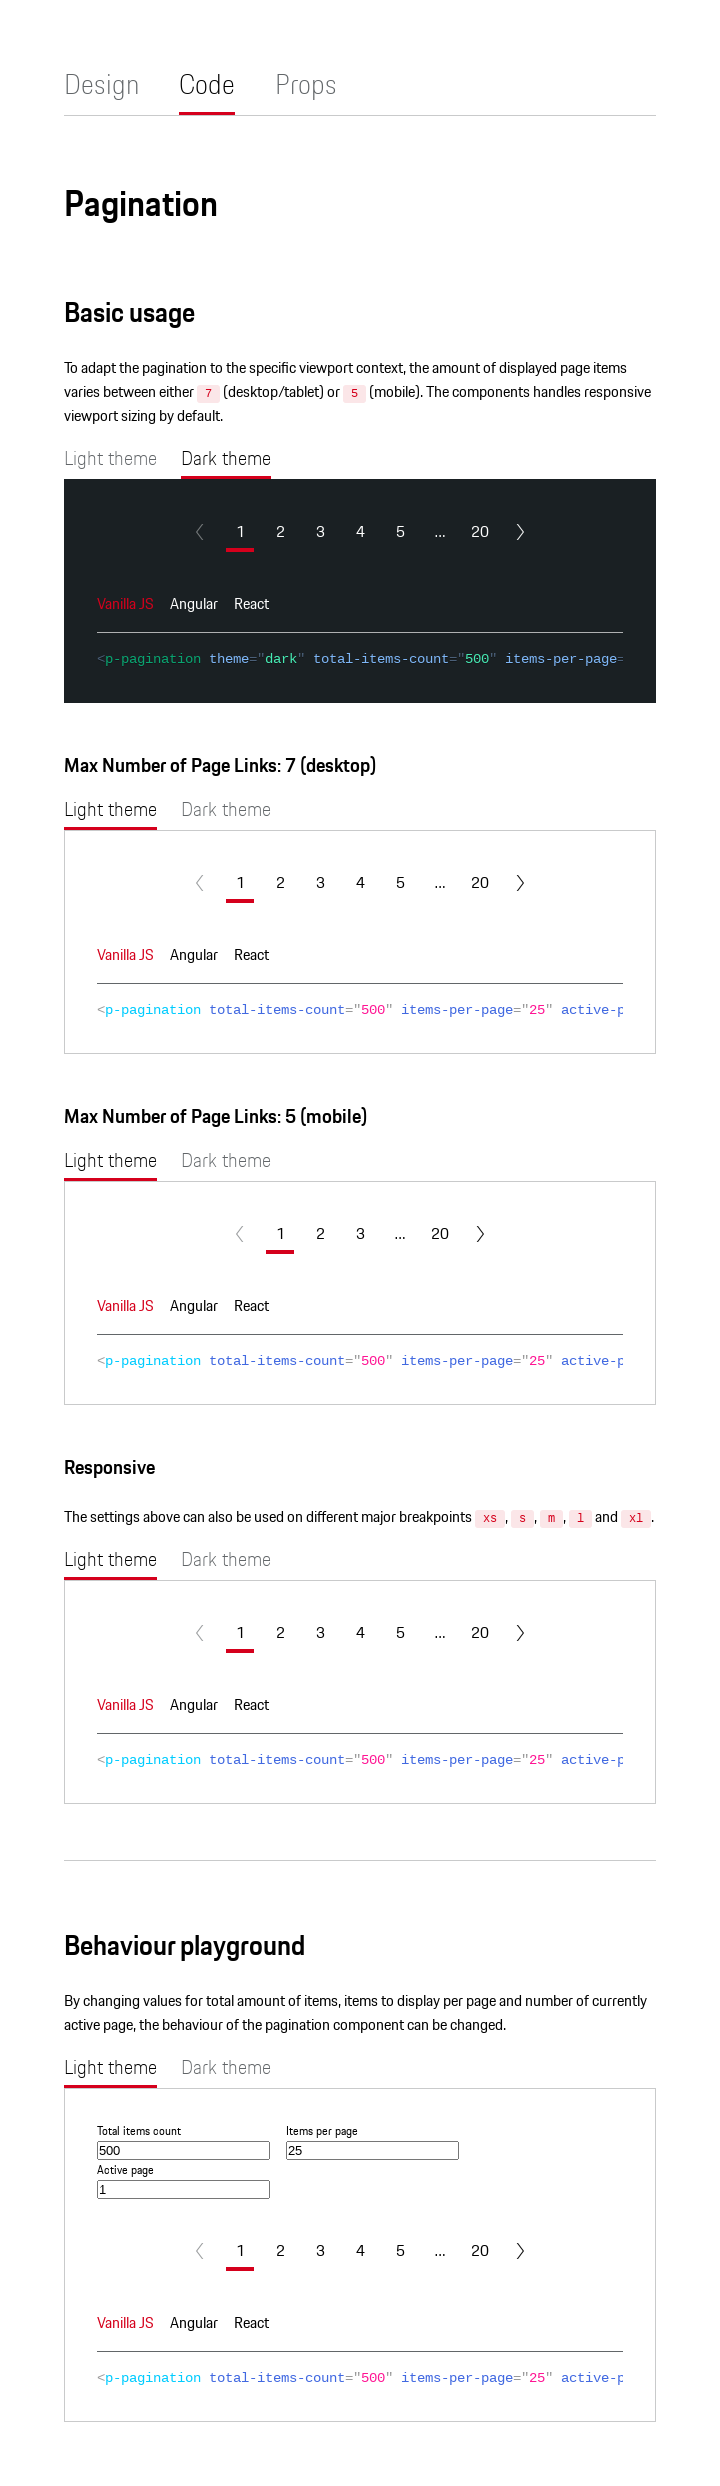 Design Code Props
Pagination
Basic usage
To adapt the pagination to the specific viewport context, the amount of displayed page items
varies between either 7 (desktop/tablet) or 5 (mobile). The components handles responsive
viewport sizing by default.
Light theme Dark theme
1 2 3 4 5 ... 20
Vanilla JS Angular React
<p-pagination theme="dark" total-items-count="500" items-per-page=
Max Number of Page Links: 7 (desktop)
Light theme Dark theme
1 2 3 4 5 ... 20
Vanilla JS Angular React
<p-pagination total-items-count="500" items-per-page="25" active-p
Max Number of Page Links: 5 (mobile)
Light theme Dark theme
1 2 3 ... 20
Vanilla JS Angular React
<p-pagination total-items-count="500" items-per-page="25" active-p
Responsive
The settings above can also be used on different major breakpoints xs, s, m, l and xl.
Light theme Dark theme
1 2 3 4 5 ... 20
Vanilla JS Angular React
<p-pagination total-items-count="500" items-per-page="25" active-p
Behaviour playground
By changing values for total amount of items, items to display per page and number of currently
active page, the behaviour of the pagination component can be changed.
Light theme Dark theme
Total items count Items per page
500 25
Active page
1
1 2 3 4 5 ... 20
Vanilla JS Angular React
<p-pagination total-items-count="500" items-per-page="25" active-p